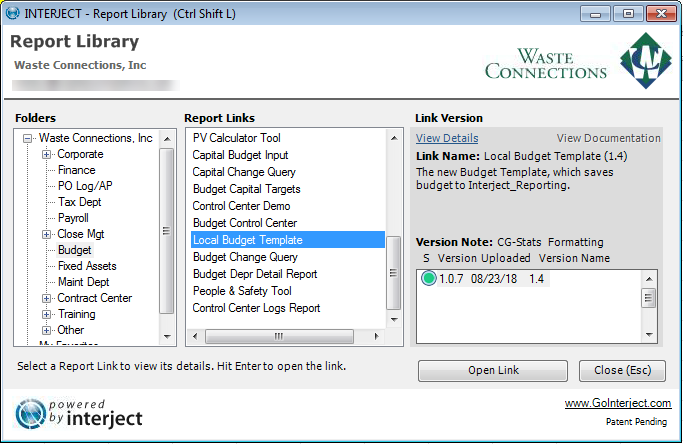 INTERJECT - Report Library (Ctrl Shift L)
Report Library
Waste Connections, Inc
WASTE
CONNECTIONS
Folders
Waste Connections, Inc
Corporate
Finance
PO Log/AP
Tax Dept
Payroll
Close Mgt
Budget
Fixed Assets
Maint Dept
Contract Center
Training
Other
My Favorites
Report Links
PV Calculator Tool
Capital Budget Input
Capital Change Query
Budget Capital Targets
Control Center Demo
Budget Control Center
Local Budget Template
Budget Change Query
Budget Depr Detail Report
People & Safety Tool
Control Center Logs Report
Link Version
View Details View Documentation
Link Name: Local Budget Template (1.4)
The new Budget Template, which saves
budget to Interject_Reporting.
Version Note: CG-Stats Formatting
S Version Uploaded Version Name
1.0.7 08/23/18 1.4
Select a Report Link to view its details. Hit Enter to open the link.
Open Link
Close (Esc)
powered
by interject
www.GoInterject.com
Patent Pending